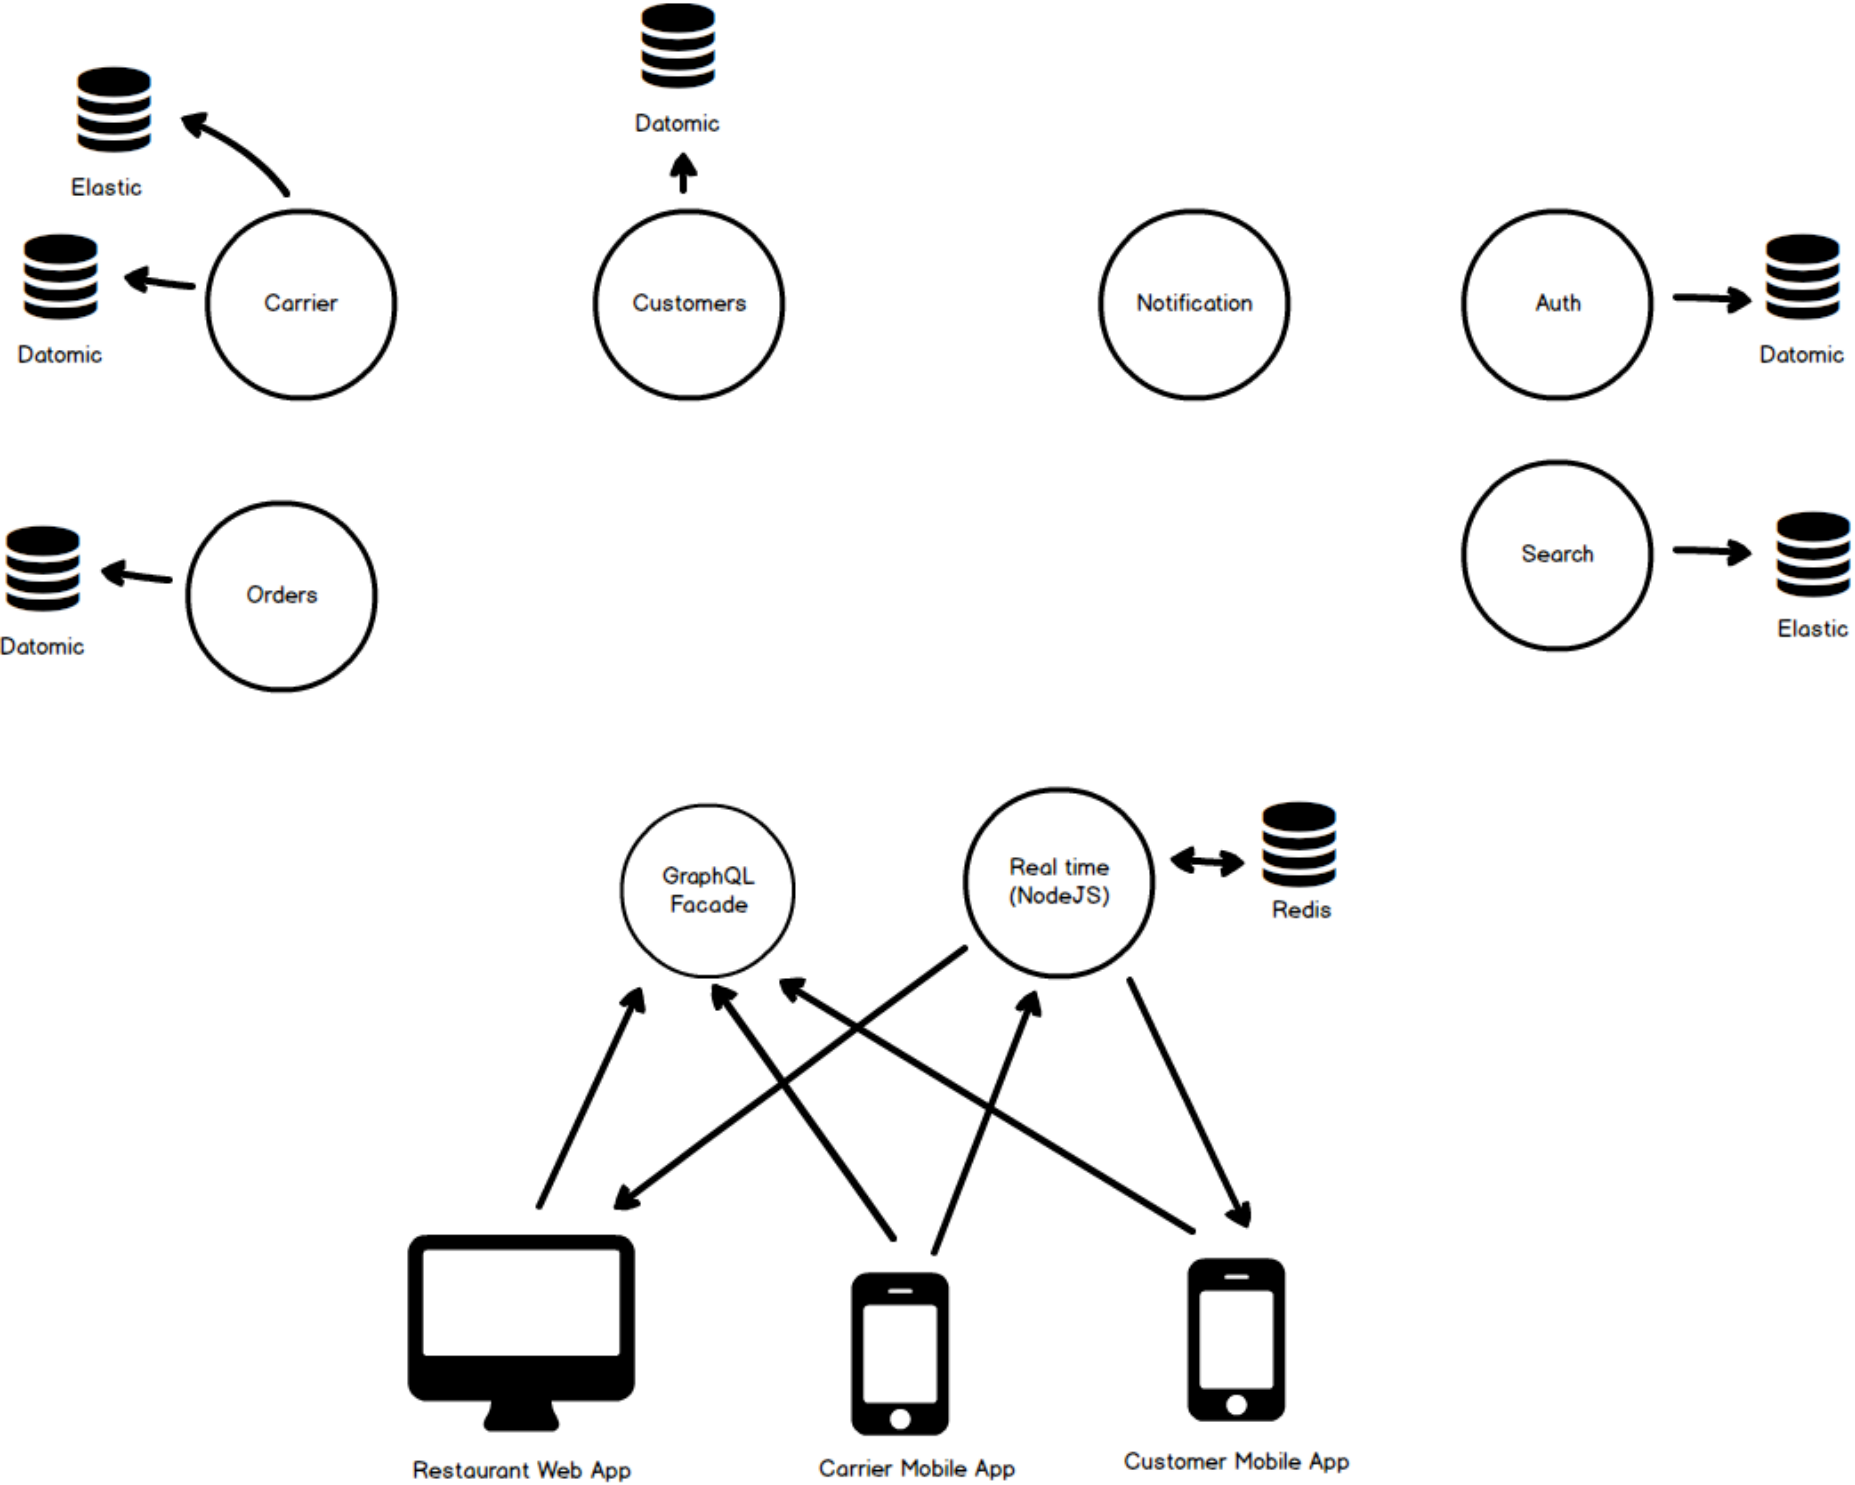 Datomic
Elastic
Carrier
Customers
Notification
Auth
Datomic
Datomic
Search
Orders
Elastic
Datomic
GraphQL
Facade
Real time
(NodeJS)
Redis
Restaurant Web App
Carrier Mobile App
Customer Mobile App